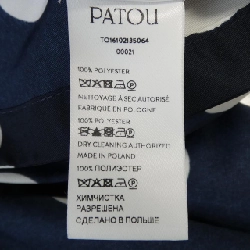 PATOU
TO16102135064
00021
100% POLYESTER
NETTOYAGE À SEC AUTORISÉ
FABRIQUÉ EN POLOGNE
100% POLYESTER
DRY CLEANING AUTHORIZED
MADE IN POLAND
100% ПОЛИЭСТЕР
ХИМЧИСТКА
РАЗРЕШЕНА
СДЕЛАНО В ПОЛЬШЕ